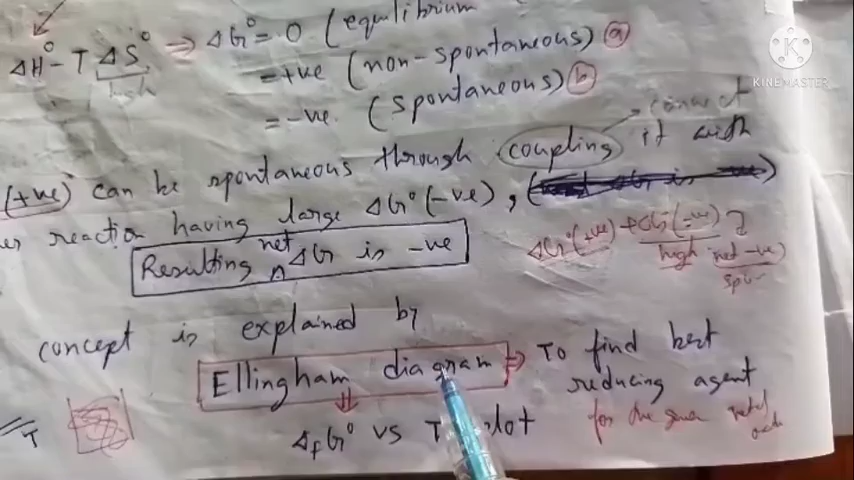 ΔG° = 0 (equilibrium
ΔH° - T ΔS° ⇒ = +ve (non-spontaneous) (a)
high
= -ve (spontaneous) (b)
connect
(+ve) can be spontaneous through coupling it with
reaction having large ΔG° (-ve),
Resulting net ΔG is -ve
ΔG°(+ve) + ΔG°(-ve)
high net -ve
concept is explained by
Ellingham diagram ⇒ To find best
reducing agent
for the given
ΔfG° vs T plot
T
K
KINEMASTER